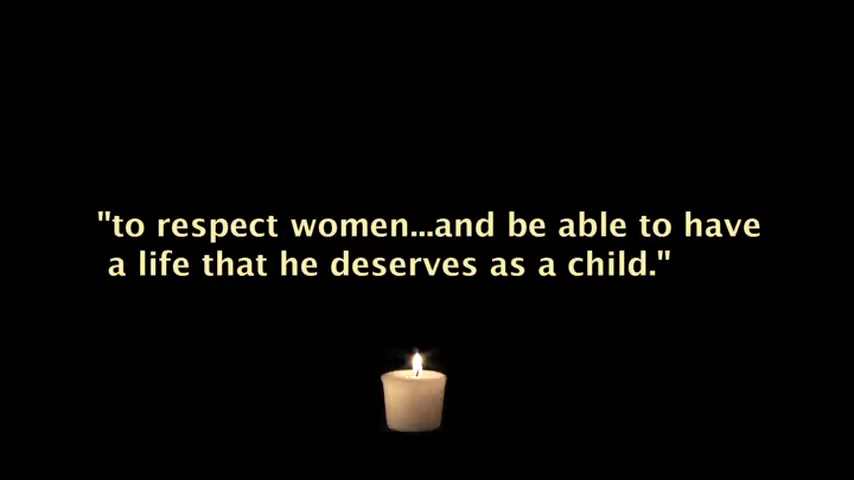 "to respect women...and be able to have
a life that he deserves as a child."